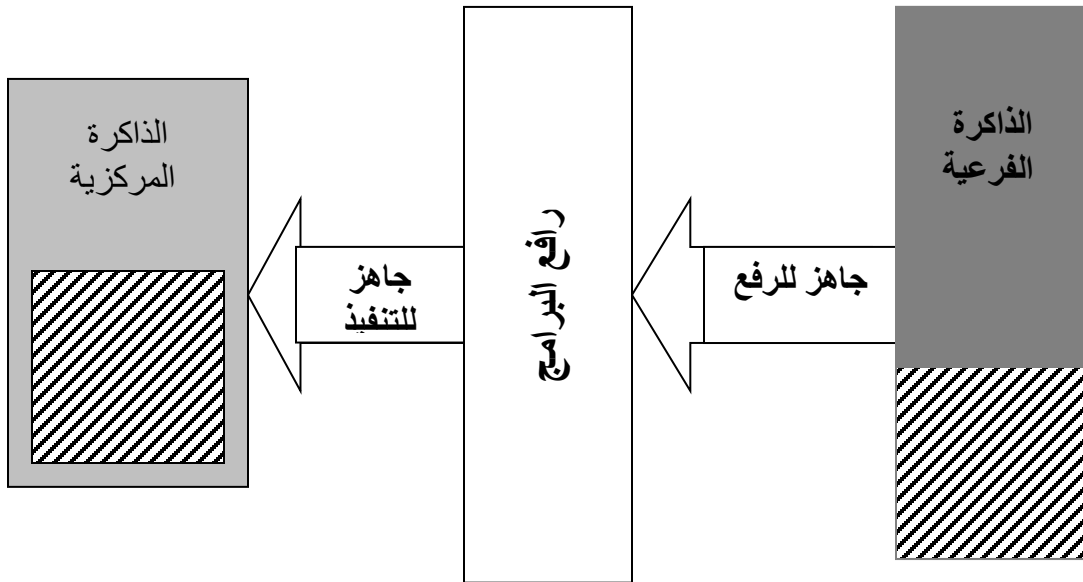 الذاكرة
الفرعية
جاهز للرفع
رافع البرامج
جاهز
للتنفيذ
الذاكرة
المركزية